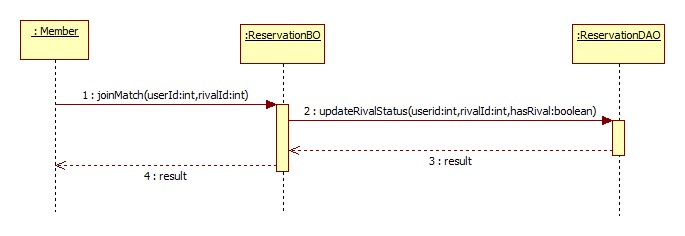 : Member
:ReservationBO
:ReservationDAO
1 : joinMatch(userId:int,rivalId:int)
2 : updateRivalStatus(userid:int,rivalId:int,hasRival:boolean)
3 : result
4 : result